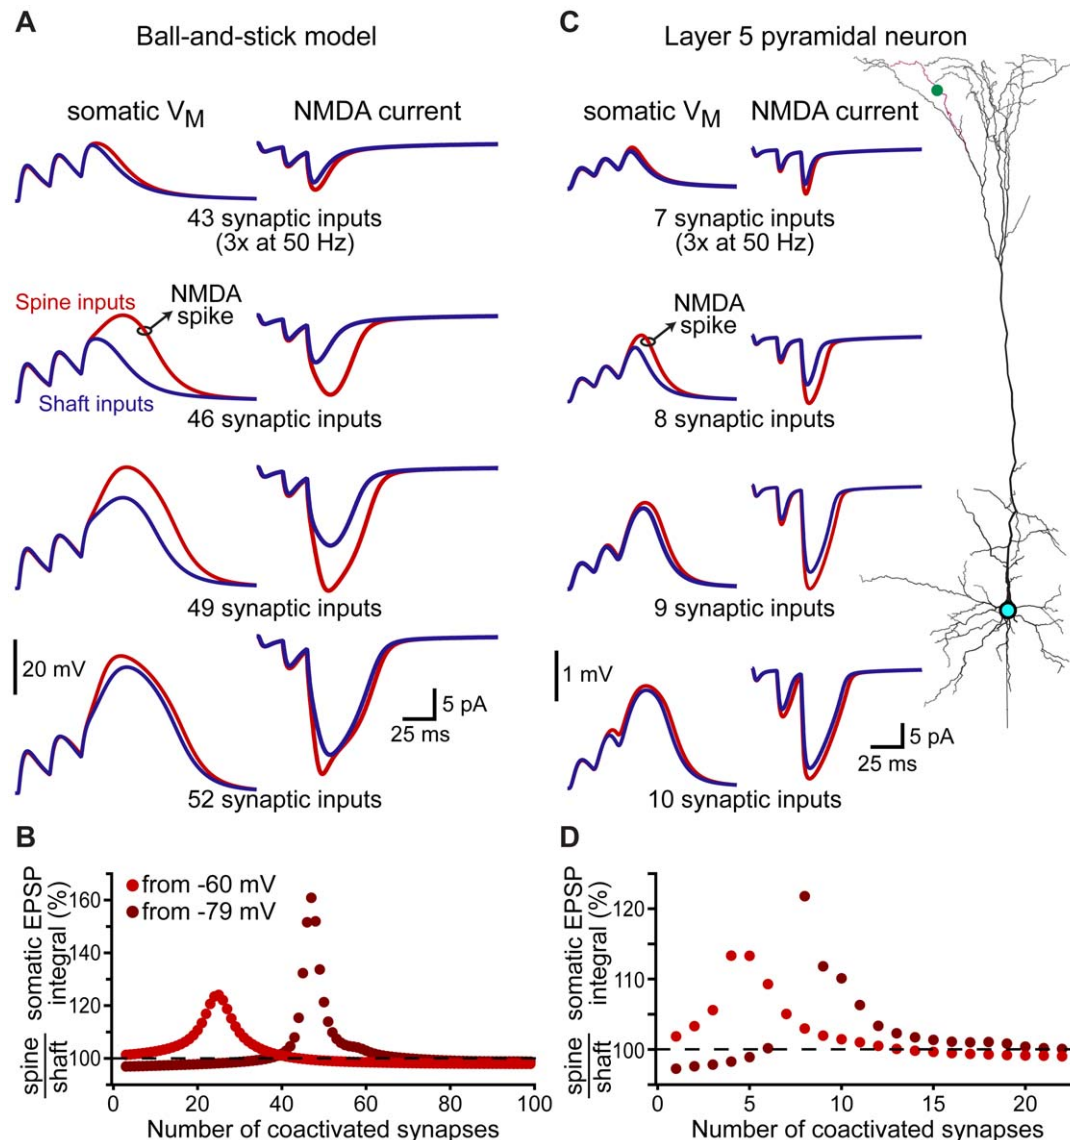 A
Ball-and-stick model
somatic VM
NMDA current
43 synaptic inputs
(3x at 50 Hz)
Spine inputs
NMDA
spike
Shaft inputs
46 synaptic inputs
49 synaptic inputs
20 mV
5 pA
25 ms
52 synaptic inputs
C
Layer 5 pyramidal neuron
somatic VM
NMDA current
7 synaptic inputs
(3x at 50 Hz)
NMDA
spike
8 synaptic inputs
9 synaptic inputs
1 mV
5 pA
25 ms
10 synaptic inputs
B
spine
shaft
somatic EPSP
integral (%)
160
140
120
100
from -60 mV
from -79 mV
0
20
40
60
80
100
Number of coactivated synapses
D
spine
shaft
somatic EPSP
integral (%)
120
110
100
0
5
10
15
20
Number of coactivated synapses